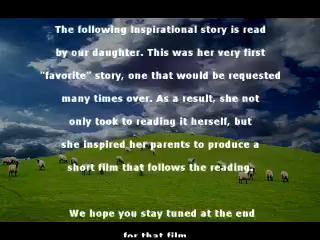 The following inspirational story is read
by our daughter. This was her very first
"favorite" story, one that would be requested
many times over. As a result, she not
only took to reading it herself, but
she inspired her parents to produce a
short film that follows the reading.
We hope you stay tuned at the end
for that film